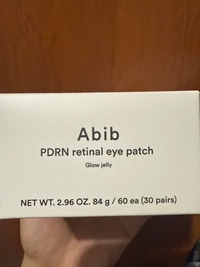 Abib
PDRN retinal eye patch
Glow jelly
NET WT. 2.96 OZ. 84 g / 60 ea (30 pairs)